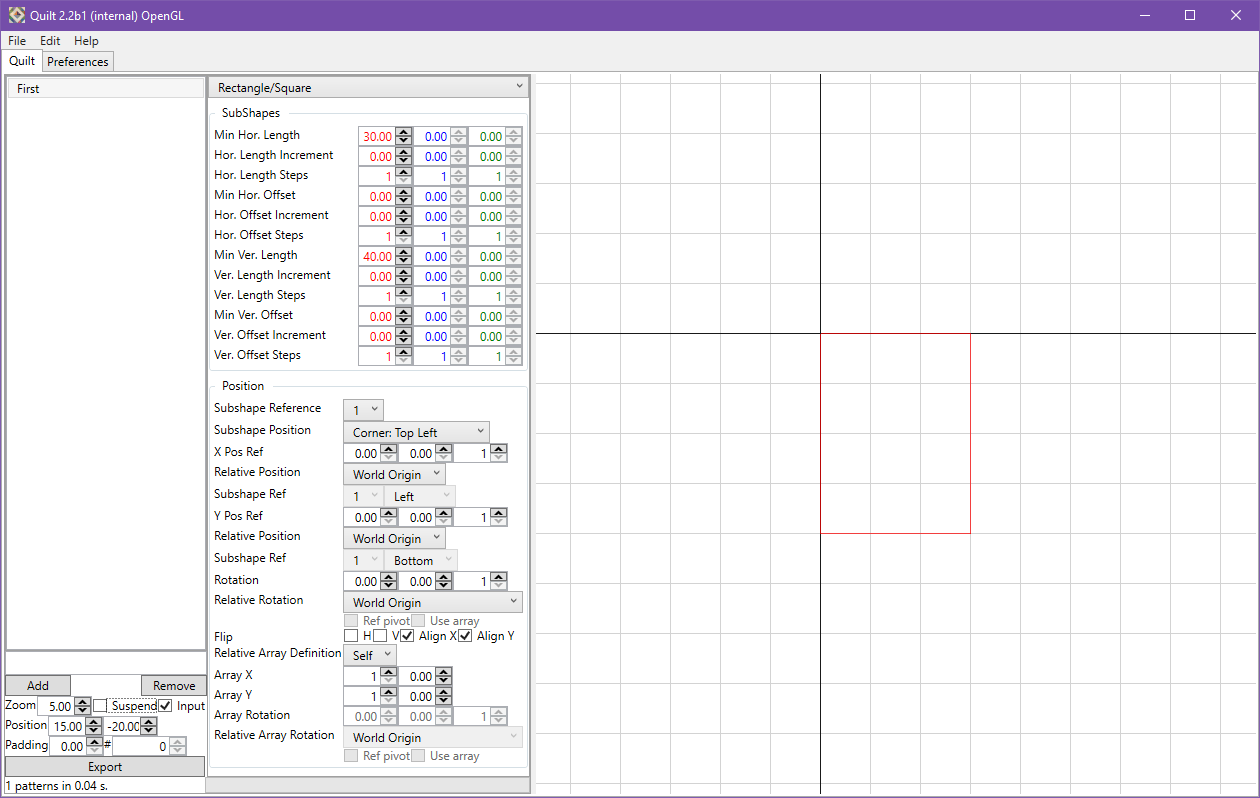 Quilt 2.2b1 (internal) OpenGL
File Edit Help
Quilt Preferences
First
Rectangle/Square
SubShapes
Min Hor. Length 30.00 0.00 0.00
Hor. Length Increment 0.00 0.00 0.00
Hor. Length Steps 1 1 1
Min Hor. Offset 0.00 0.00 0.00
Hor. Offset Increment 0.00 0.00 0.00
Hor. Offset Steps 1 1 1
Min Ver. Length 40.00 0.00 0.00
Ver. Length Increment 0.00 0.00 0.00
Ver. Length Steps 1 1 1
Min Ver. Offset 0.00 0.00 0.00
Ver. Offset Increment 0.00 0.00 0.00
Ver. Offset Steps 1 1 1
Position
Subshape Reference 1
Subshape Position Corner: Top Left
X Pos Ref 0.00 0.00 1
Relative Position World Origin
Subshape Ref 1 Left
Y Pos Ref 0.00 0.00 1
Relative Position World Origin
Subshape Ref 1 Bottom
Rotation 0.00 0.00 1
Relative Rotation World Origin
Ref pivot Use array
Flip H V Align X Align Y
Relative Array Definition Self
Array X 1 0.00
Array Y 1 0.00
Array Rotation 0.00 0.00 1
Relative Array Rotation World Origin
Ref pivot Use array
Add Remove
Zoom 5.00 Suspend Input
Position 15.00 -20.00
Padding 0.00 # 0
Export
1 patterns in 0.04 s.